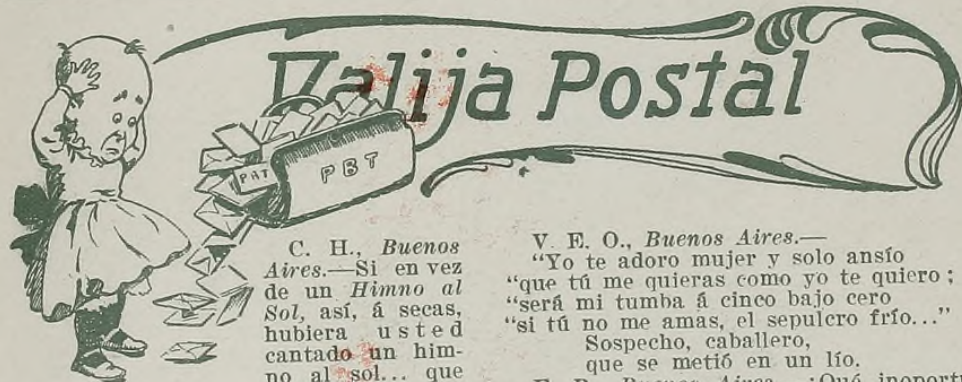 Valija Postal
PBT
C. H., Buenos
Aires.—Si en vez
de un Himno al
Sol, así, á secas,
hubiera usted
cantado un him-
no al sol... que
V. E. O., Buenos Aires.—
"Yo te adoro mujer y solo ansío
"que tú me quieras como yo te quiero;
"será mi tumba á cinco bajo cero
"si tú no me amas, el sepulcro frío..."
Sospecho, caballero,
que se metió en un lío.